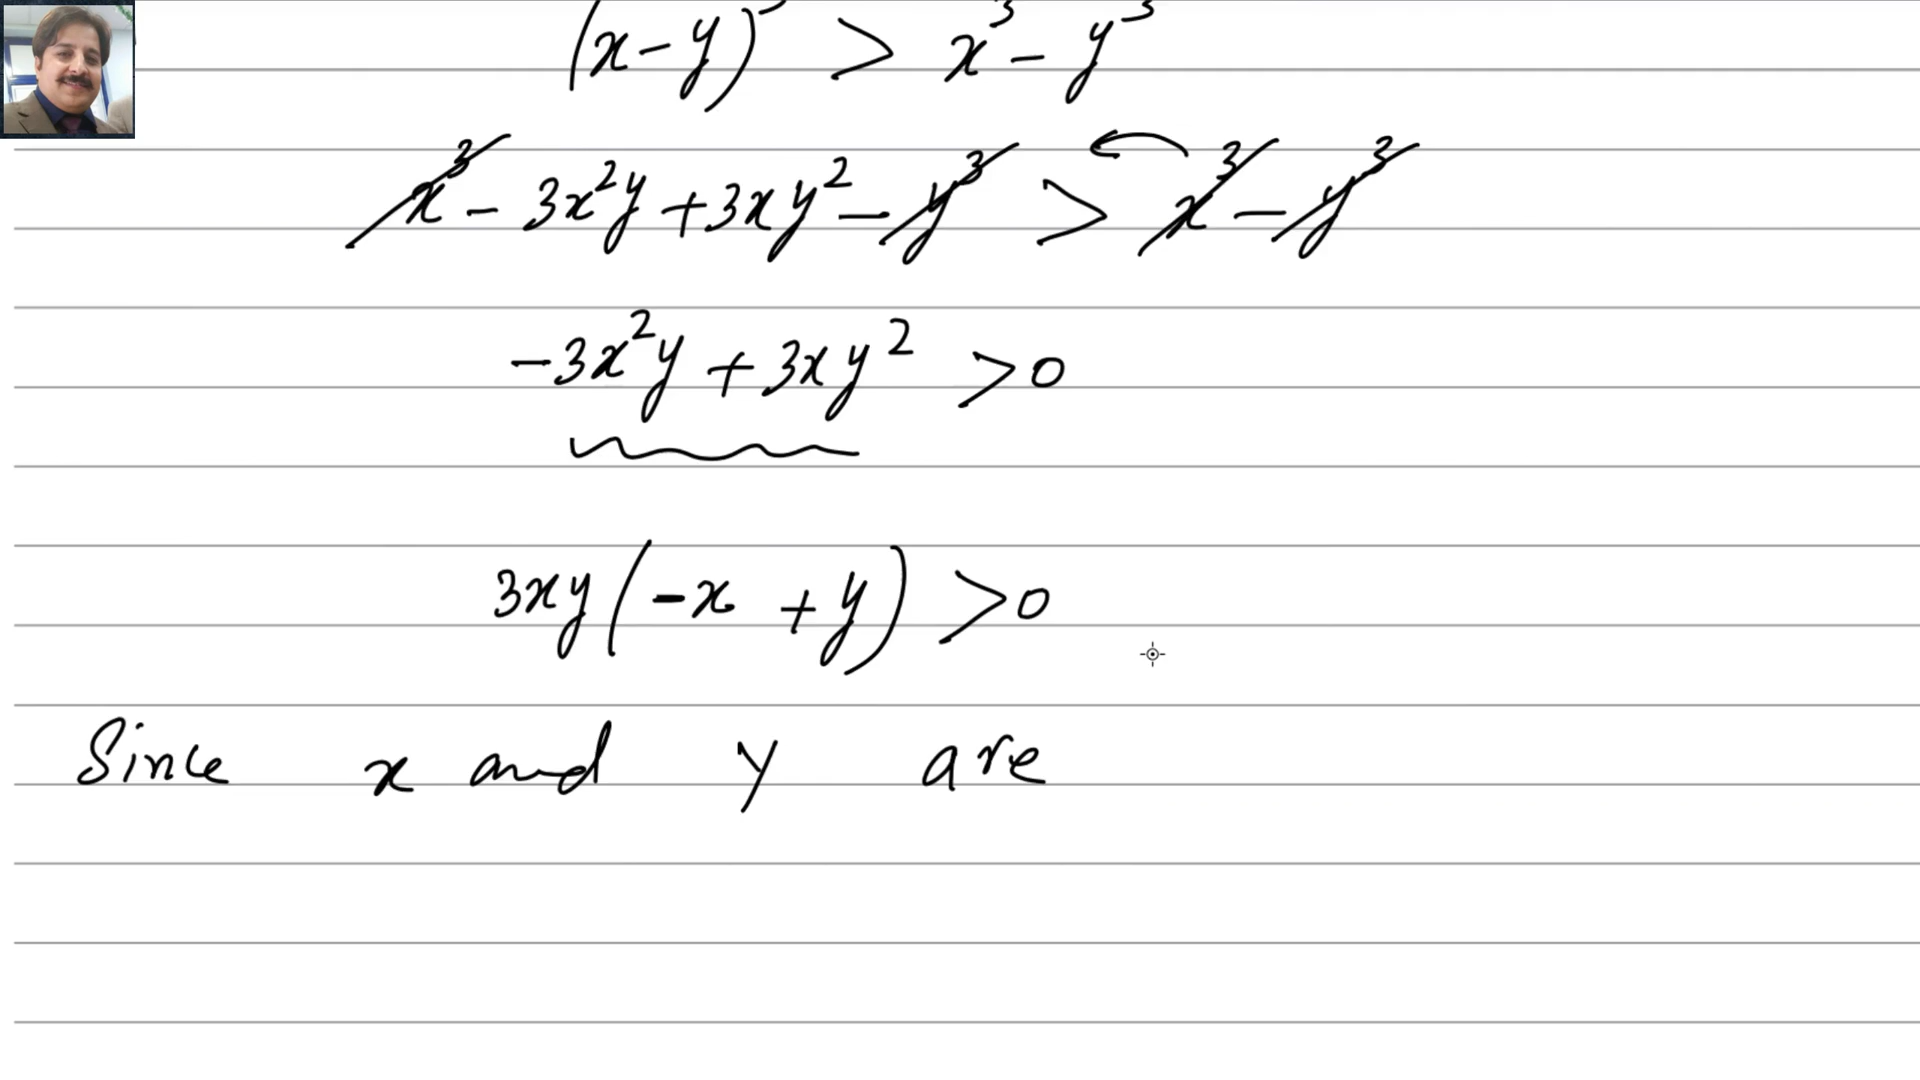 (x-y)³ > x³-y³
x³ - 3x²y + 3xy² - y³ > x³ - y³
-3x²y + 3xy² > 0
3xy(-x + y) > 0
Since x and y are